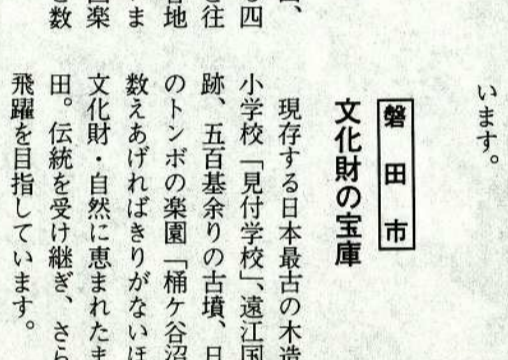 います。
磐田市
文化財の宝庫
現存する日本最古の木造
小学校「見付学校」、遠江国
跡、五百基余りの古墳、日
のトンボの楽園「桶ケ谷沼
数えあげればきりがないほ
文化財・自然に恵まれたま
田。伝統を受け継ぎ、さら
飛躍を目指しています。